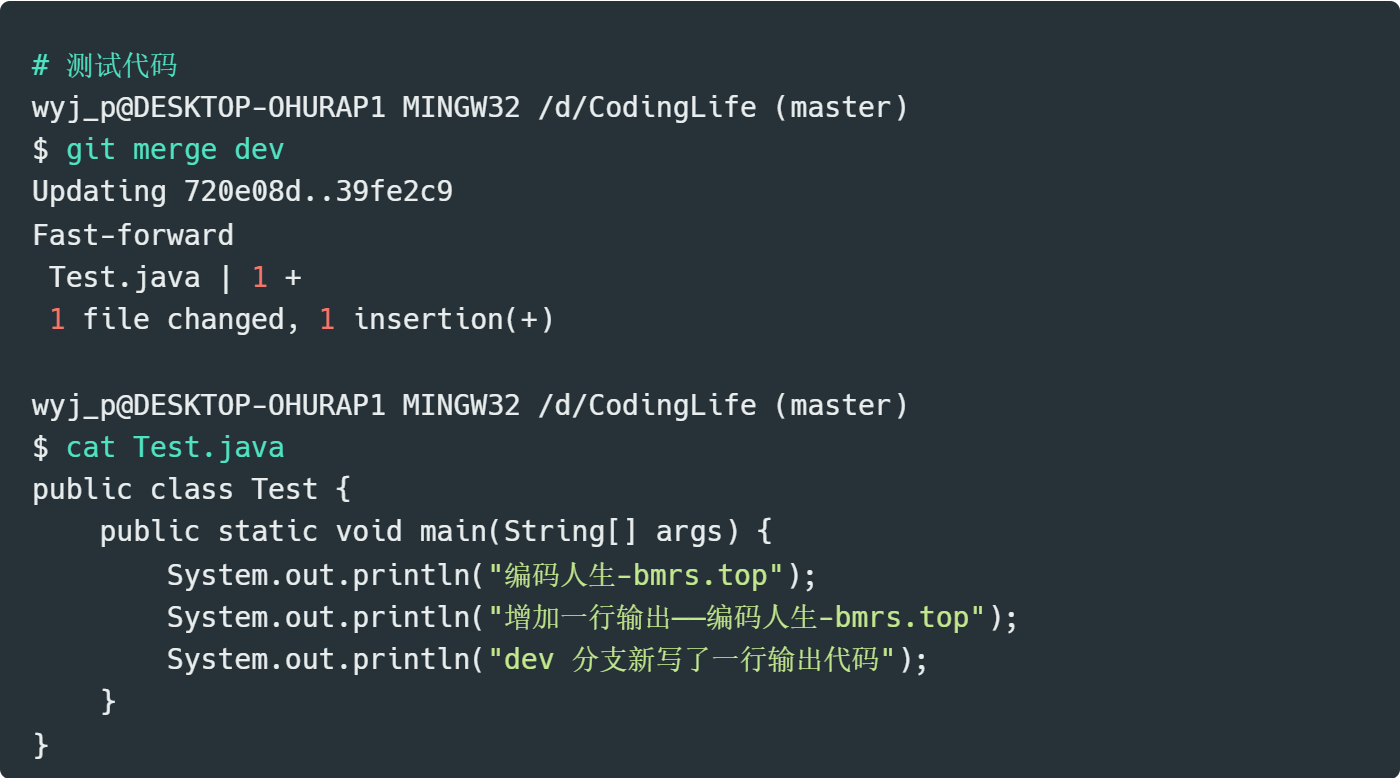 # 测试代码
wyj_p@DESKTOP-OHURAP1 MINGW32 /d/CodingLife (master)
$ git merge dev
Updating 720e08d..39fe2c9
Fast-forward
 Test.java | 1 +
 1 file changed, 1 insertion(+)

wyj_p@DESKTOP-OHURAP1 MINGW32 /d/CodingLife (master)
$ cat Test.java
public class Test {
    public static void main(String[] args) {
        System.out.println("编码人生-bmrs.top");
        System.out.println("增加一行输出——编码人生-bmrs.top");
        System.out.println("dev 分支新写了一行输出代码");
    }
}